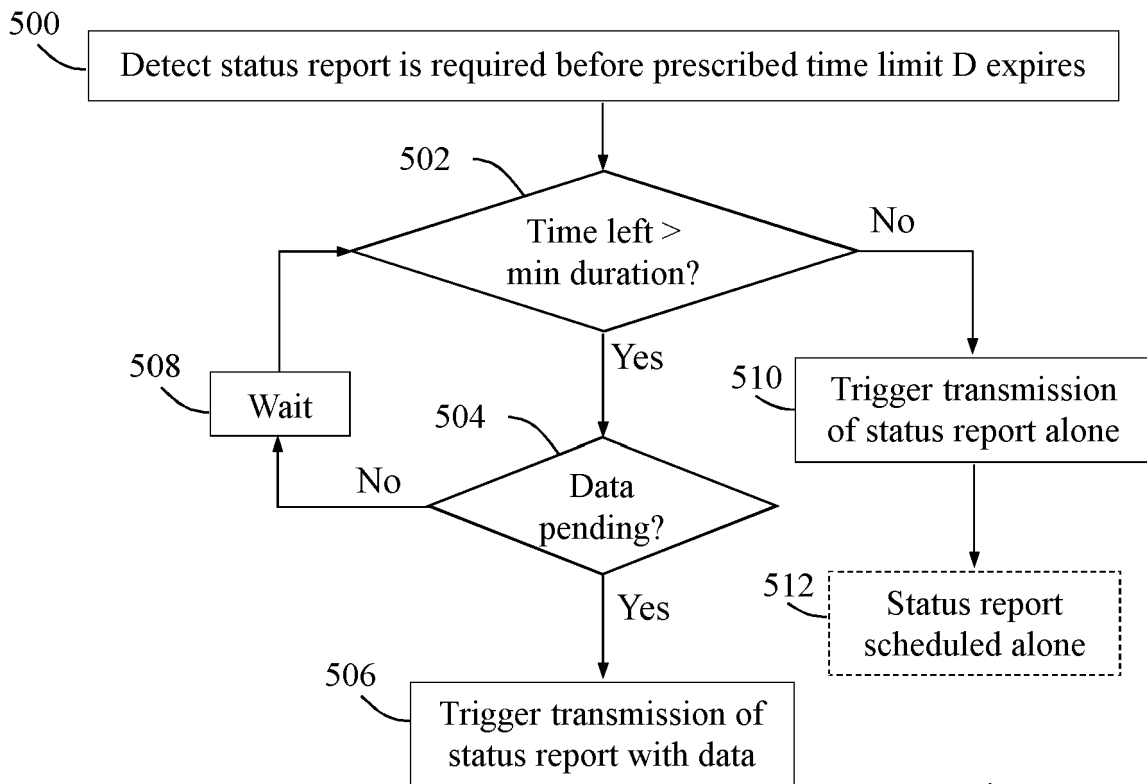 500
Detect status report is required before prescribed time limit D expires
502
Time left >
min duration?
No
Yes
508
Wait
504
510
Trigger transmission
of status report alone
No
Data
pending?
512
Status report
scheduled alone
Yes
506
Trigger transmission of
status report with data